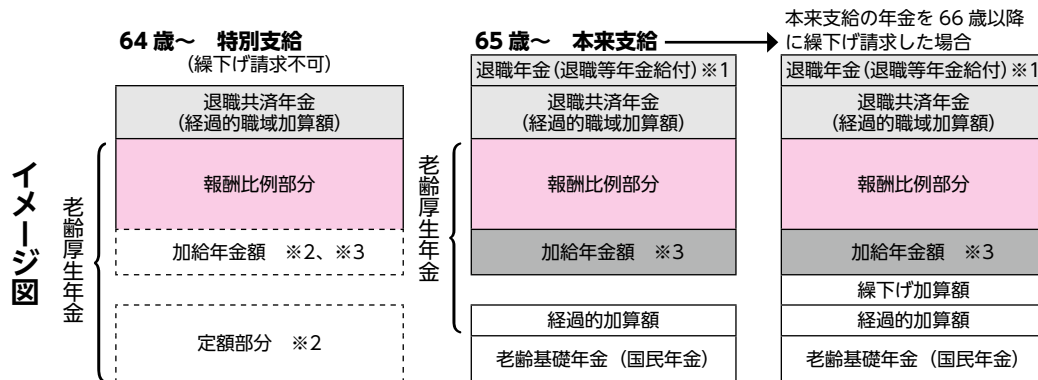 イメージ図
64歳～　特別支給
（繰下げ請求不可）
退職共済年金
（経過的職域加算額）
老齢厚生年金
報酬比例部分
加給年金額　※2、※3
定額部分　※2
65歳～　本来支給
退職年金（退職等年金給付）※1
退職共済年金
（経過的職域加算額）
老齢厚生年金
報酬比例部分
加給年金額　※3
経過的加算額
老齢基礎年金（国民年金）
本来支給の年金を66歳以降
に繰下げ請求した場合
退職年金（退職等年金給付）※1
退職共済年金
（経過的職域加算額）
報酬比例部分
加給年金額　※3
繰下げ加算額
経過的加算額
老齢基礎年金（国民年金）